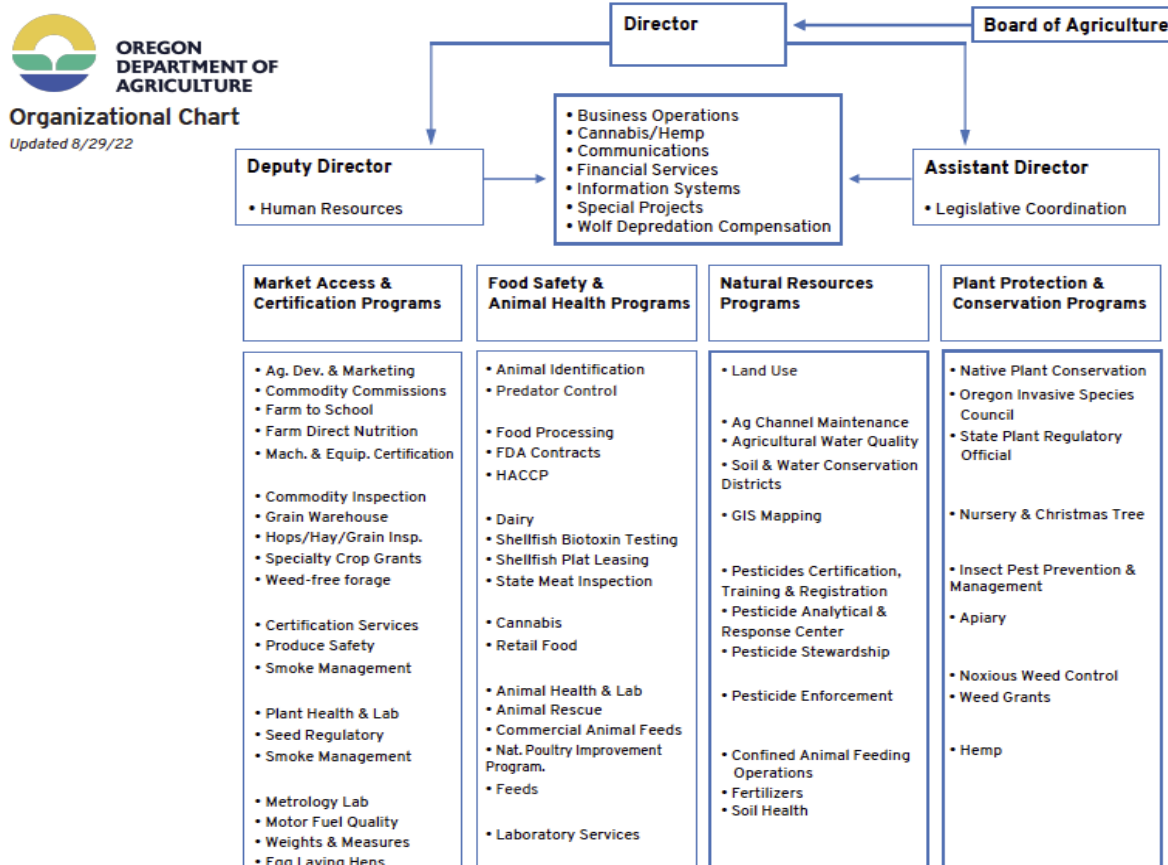 OREGON
DEPARTMENT OF
AGRICULTURE
Organizational Chart
Updated 8/29/22
Director
Board of Agriculture
• Business Operations
• Cannabis/Hemp
• Communications
• Financial Services
• Information Systems
• Special Projects
• Wolf Depredation Compensation
Deputy Director
• Human Resources
Assistant Director
• Legislative Coordination
Market Access &
Certification Programs
• Ag. Dev. & Marketing
• Commodity Commissions
• Farm to School
• Farm Direct Nutrition
• Mach. & Equip. Certification
• Commodity Inspection
• Grain Warehouse
• Hops/Hay/Grain Insp.
• Specialty Crop Grants
• Weed-free forage
• Certification Services
• Produce Safety
• Smoke Management
• Plant Health & Lab
• Seed Regulatory
• Smoke Management
• Metrology Lab
• Motor Fuel Quality
• Weights & Measures
• Egg Laying Hens
Food Safety &
Animal Health Programs
• Animal Identification
• Predator Control
• Food Processing
• FDA Contracts
• HACCP
• Dairy
• Shellfish Biotoxin Testing
• Shellfish Plat Leasing
• State Meat Inspection
• Cannabis
• Retail Food
• Animal Health & Lab
• Animal Rescue
• Commercial Animal Feeds
• Nat. Poultry Improvement
Program.
• Feeds
• Laboratory Services
Natural Resources
Programs
• Land Use
• Ag Channel Maintenance
• Agricultural Water Quality
• Soil & Water Conservation
Districts
• GIS Mapping
• Pesticides Certification,
Training & Registration
• Pesticide Analytical &
Response Center
• Pesticide Stewardship
• Pesticide Enforcement
• Confined Animal Feeding
Operations
• Fertilizers
• Soil Health
Plant Protection &
Conservation Programs
• Native Plant Conservation
• Oregon Invasive Species
Council
• State Plant Regulatory
Official
• Nursery & Christmas Tree
• Insect Pest Prevention &
Management
• Apiary
• Noxious Weed Control
• Weed Grants
• Hemp